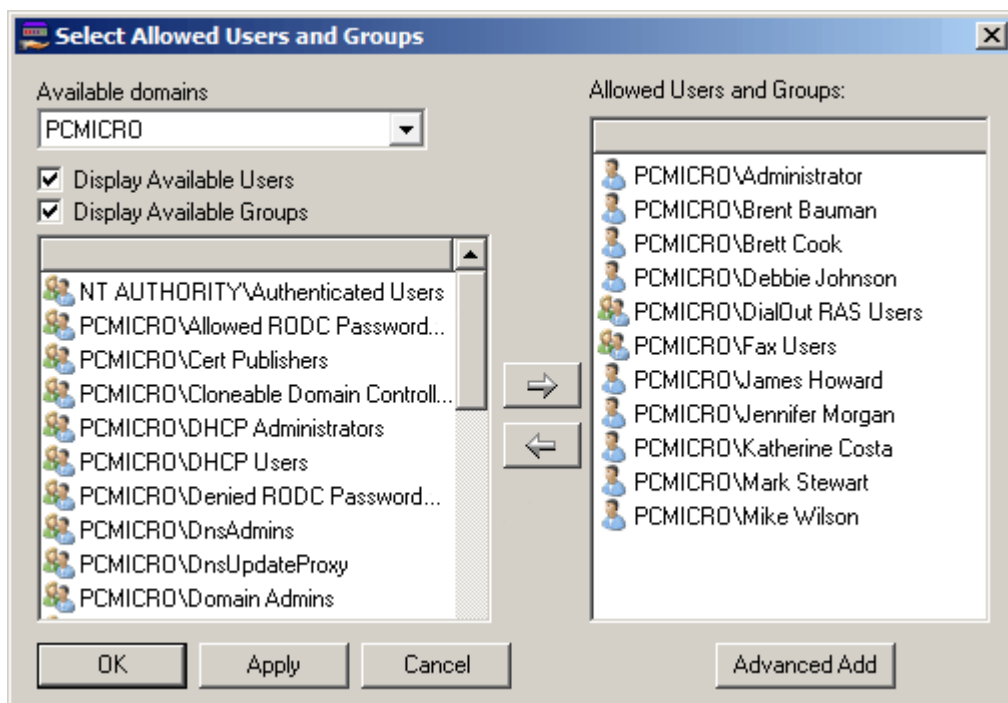 Select Allowed Users and Groups
Available domains
PCMICRO
Display Available Users
Display Available Groups
NT AUTHORITY\Authenticated Users
PCMICRO\Allowed RODC Password...
PCMICRO\Cert Publishers
PCMICRO\Cloneable Domain Controll...
PCMICRO\DHCP Administrators
PCMICRO\DHCP Users
PCMICRO\Denied RODC Password...
PCMICRO\DnsAdmins
PCMICRO\DnsUpdateProxy
PCMICRO\Domain Admins
Allowed Users and Groups:
PCMICRO\Administrator
PCMICRO\Brent Bauman
PCMICRO\Brett Cook
PCMICRO\Debbie Johnson
PCMICRO\DialOut RAS Users
PCMICRO\Fax Users
PCMICRO\James Howard
PCMICRO\Jennifer Morgan
PCMICRO\Katherine Costa
PCMICRO\Mark Stewart
PCMICRO\Mike Wilson
OK
Apply
Cancel
Advanced Add